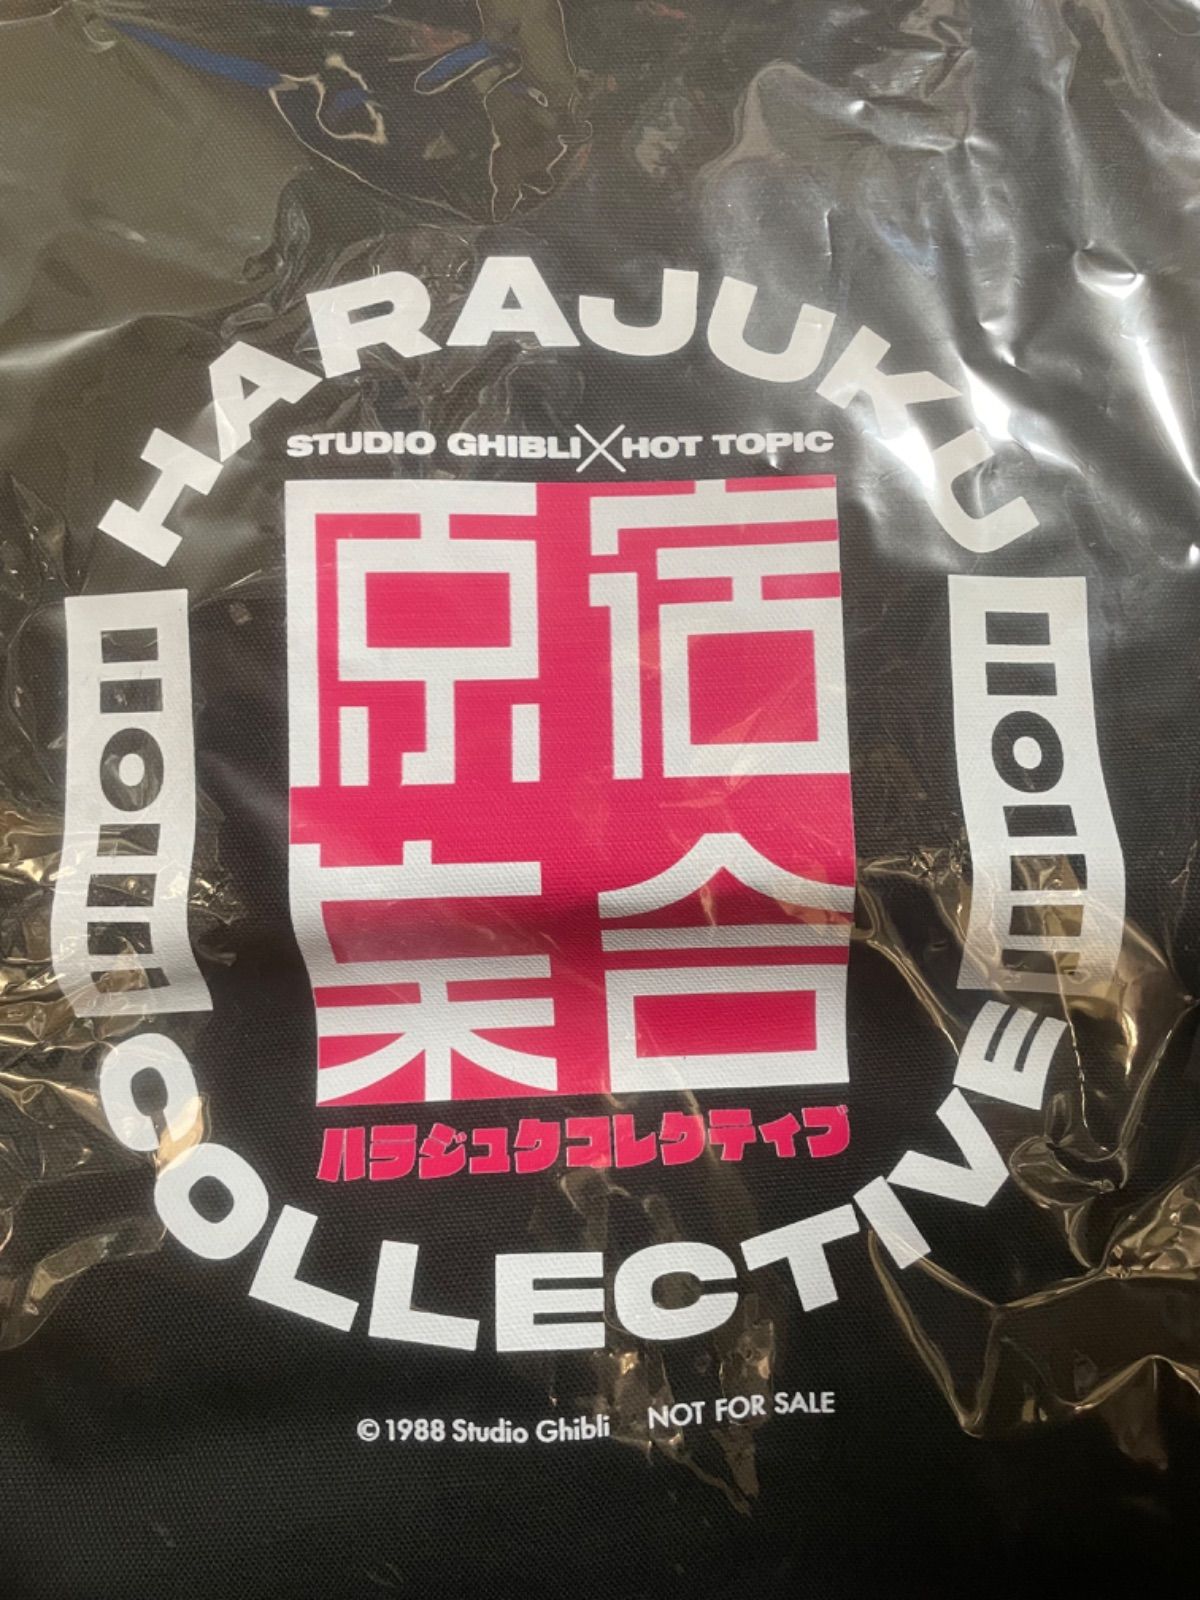 HARAJUKU
STUDIO GHIBLI X HOT TOPIC
原宿
集合
ハラジュクコレクティブ
COLLECTIVE
© 1988 Studio Ghibli NOT FOR SALE